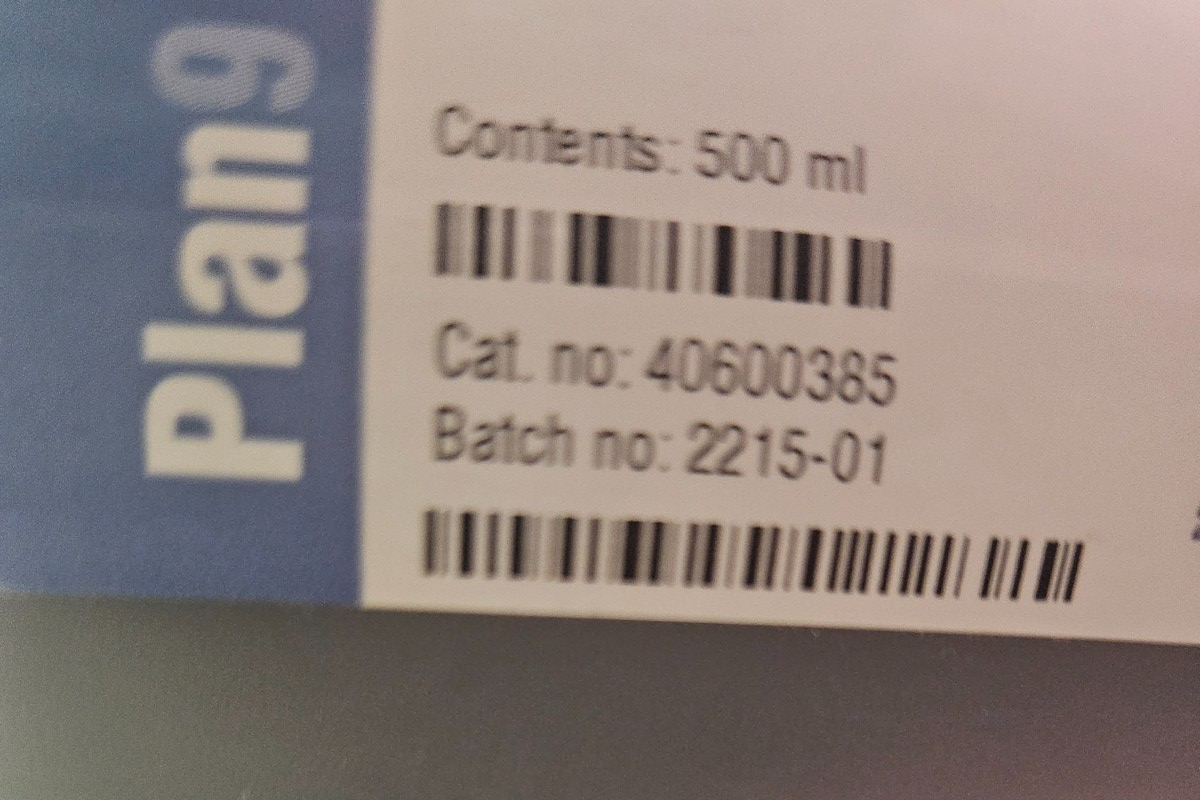 Plan9
Contents: 500 ml
Cat. no: 40600385
Batch no: 2215-01